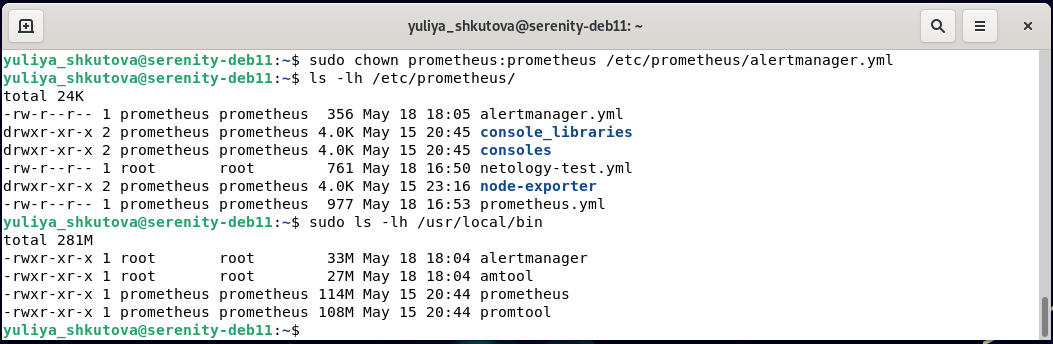 yuliya_shkutova@serenity-deb11: ~
yuliya_shkutova@serenity-deb11:~$ sudo chown prometheus:prometheus /etc/prometheus/alertmanager.yml
yuliya_shkutova@serenity-deb11:~$ ls -lh /etc/prometheus/
total 24K
-rw-r--r-- 1 prometheus prometheus  356 May 18 18:05 alertmanager.yml
drwxr-xr-x 2 prometheus prometheus 4.0K May 15 20:45 console_libraries
drwxr-xr-x 2 prometheus prometheus 4.0K May 15 20:45 consoles
-rw-r--r-- 1 root       root        761 May 18 16:50 netology-test.yml
drwxr-xr-x 2 prometheus prometheus 4.0K May 15 23:16 node-exporter
-rw-r--r-- 1 prometheus prometheus  977 May 18 16:53 prometheus.yml
yuliya_shkutova@serenity-deb11:~$ sudo ls -lh /usr/local/bin
total 281M
-rwxr-xr-x 1 root       root        33M May 18 18:04 alertmanager
-rwxr-xr-x 1 root       root        27M May 18 18:04 amtool
-rwxr-xr-x 1 prometheus prometheus 114M May 15 20:44 prometheus
-rwxr-xr-x 1 prometheus prometheus 108M May 15 20:44 promtool
yuliya_shkutova@serenity-deb11:~$